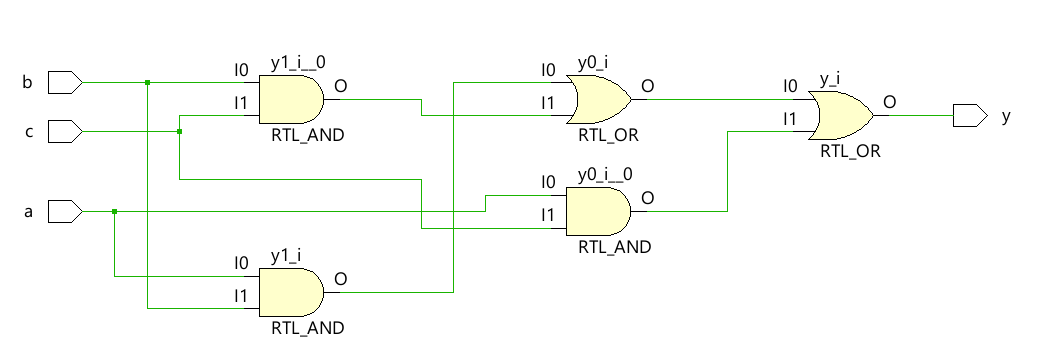 b
c
a
y1_i__0
I0
I1
O
RTL_AND
y1_i
I0
I1
O
RTL_AND
y0_i
I0
I1
O
RTL_OR
y0_i__0
I0
I1
O
RTL_AND
y_i
I0
I1
O
RTL_OR
y